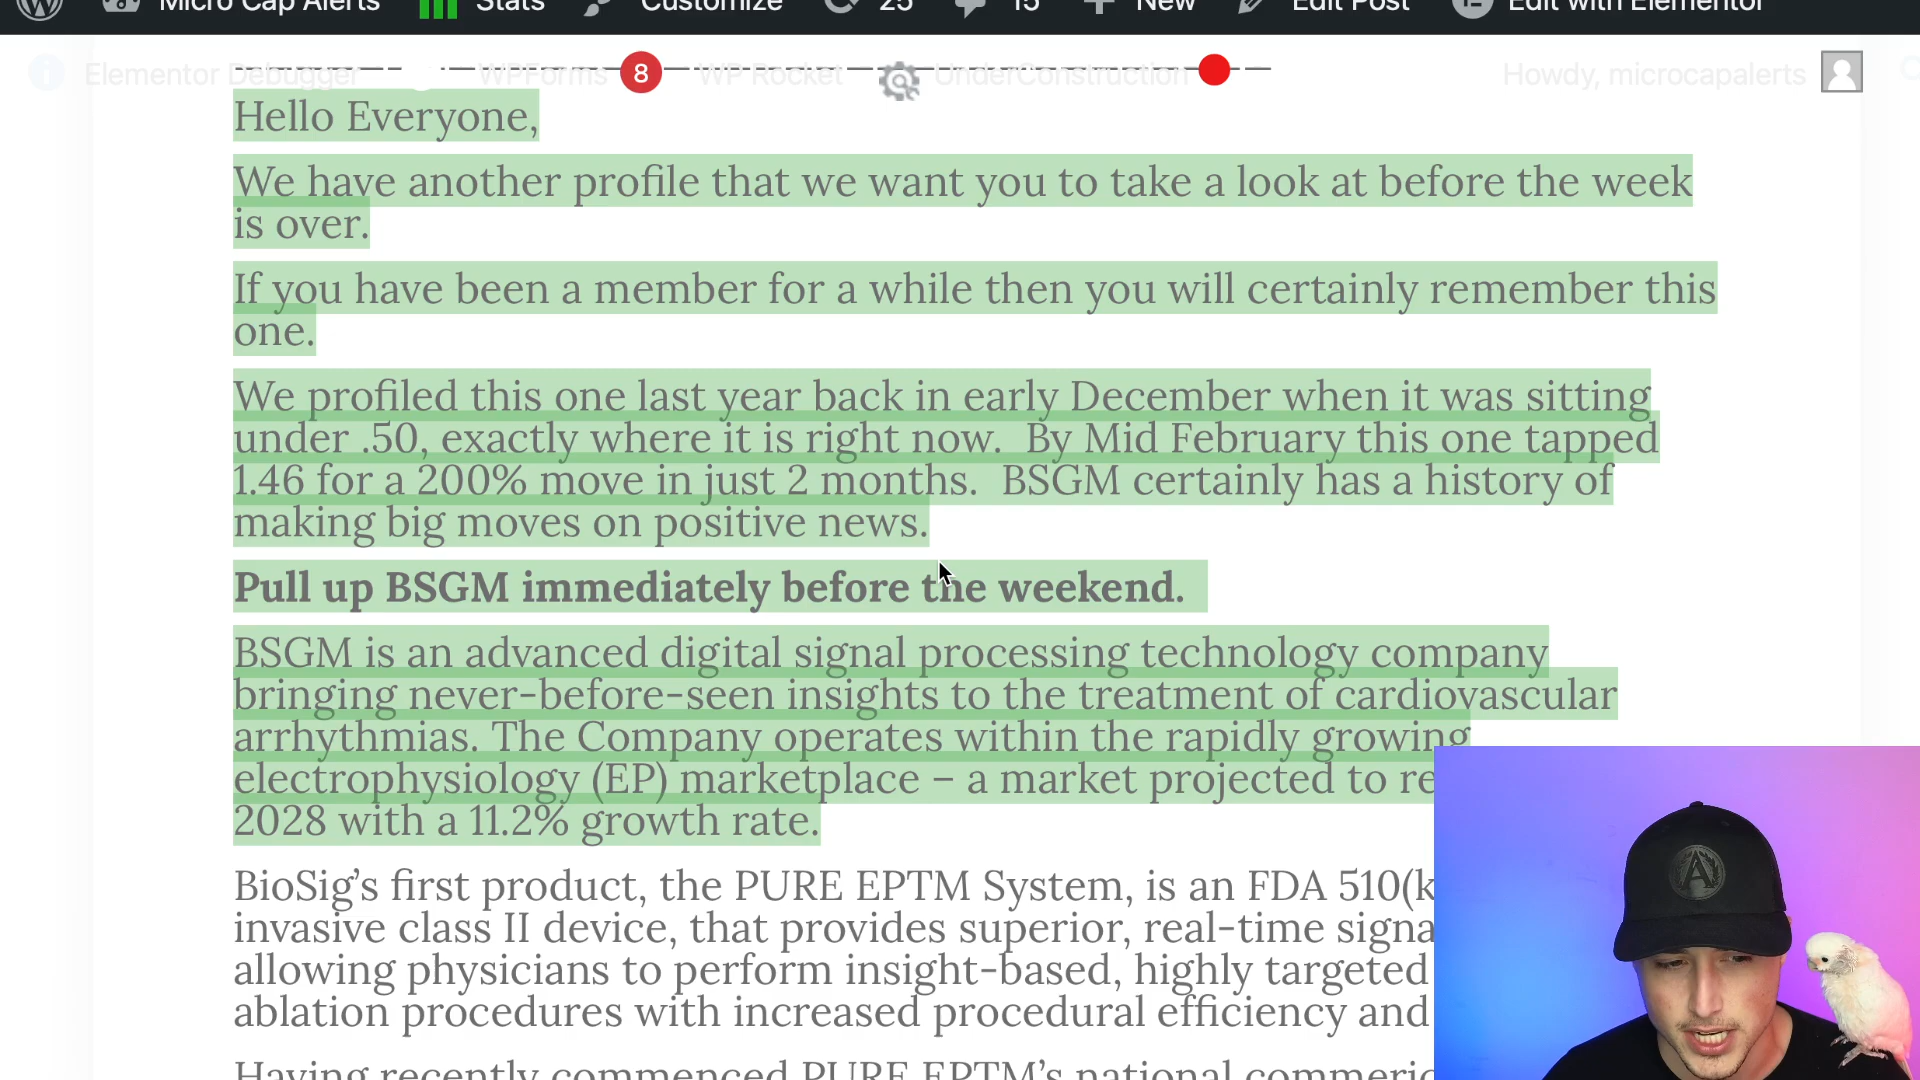 Micro Cap Alerts Stats Customize 25 15 New Edit Post Edit with Elementor
Elementor Debugger WPForms 8 WP Rocket UnderConstruction Howdy, microcapalerts
Hello Everyone,
We have another profile that we want you to take a look at before the week
is over.
If you have been a member for a while then you will certainly remember this
one.
We profiled this one last year back in early December when it was sitting
under .50, exactly where it is right now. By Mid February this one tapped
1.46 for a 200% move in just 2 months. BSGM certainly has a history of
making big moves on positive news.
Pull up BSGM immediately before the weekend.
BSGM is an advanced digital signal processing technology company
bringing never-before-seen insights to the treatment of cardiovascular
arrhythmias. The Company operates within the rapidly growing
electrophysiology (EP) marketplace – a market projected to re
2028 with a 11.2% growth rate.
BioSig’s first product, the PURE EPTM System, is an FDA 510(k
invasive class II device, that provides superior, real-time signa
allowing physicians to perform insight-based, highly targeted
ablation procedures with increased procedural efficiency and
Having recently commenced PURE EPTM’s national commerc
A